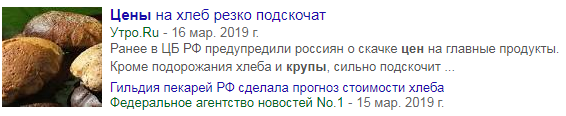 Цены на хлеб резко подскочат
Утро.Ru - 16 мар. 2019 г.
Ранее в ЦБ РФ предупредили россиян о скачке цен на главные продукты.
Кроме подорожания хлеба и крупы, сильно подскочит ...
Гильдия пекарей РФ сделала прогноз стоимости хлеба
Федеральное агентство новостей No.1 - 15 мар. 2019 г.